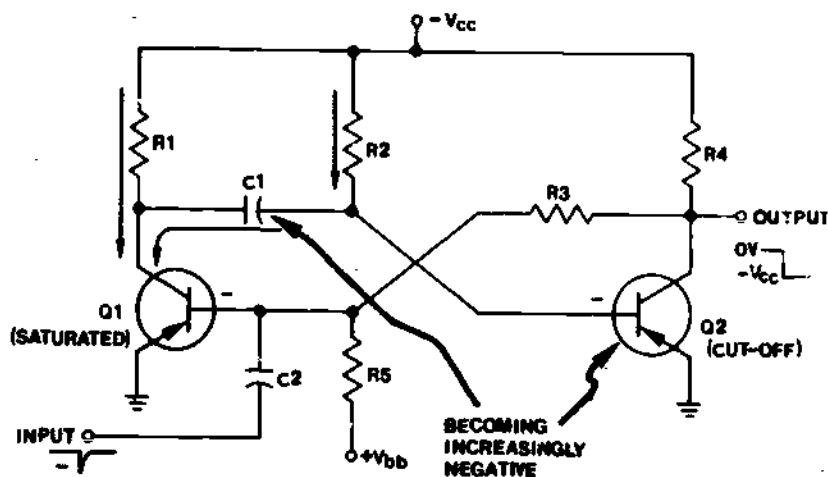 -Vcc
R1
R2
R4
C1
R3
OUTPUT
0V
-Vcc
Q1
(SATURATED)
-
-
Q2
(CUT-OFF)
C2
R5
INPUT
-
+Vbb
BECOMING
INCREASINGLY
NEGATIVE